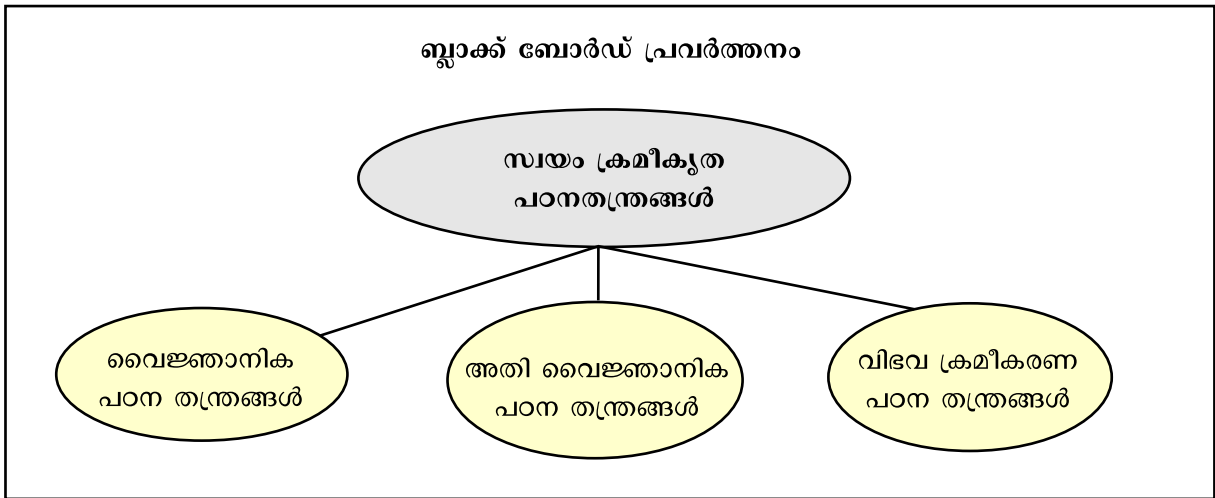 ബ്ലാക്ക് ബോർഡ് പ്രവർത്തനം
സ്വയം ക്രമീകൃത
പഠനതന്ത്രങ്ങൾ
വൈജ്ഞാനിക
പഠന തന്ത്രങ്ങൾ
അതി വൈജ്ഞാനിക
പഠന തന്ത്രങ്ങൾ
വിഭവ ക്രമീകരണ
പഠന തന്ത്രങ്ങൾ